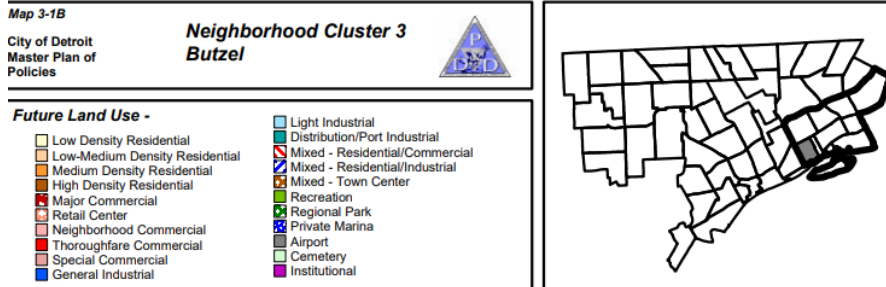 Map 3-1B
City of Detroit
Master Plan of
Policies
Neighborhood Cluster 3
Butzel
P
D D
Future Land Use -
Low Density Residential
Low-Medium Density Residential
Medium Density Residential
High Density Residential
Major Commercial
Retail Center
Neighborhood Commercial
Thoroughfare Commercial
Special Commercial
General Industrial
Light Industrial
Distribution/Port Industrial
Mixed - Residential/Commercial
Mixed - Residential/Industrial
Mixed - Town Center
Recreation
Regional Park
Private Marina
Airport
Cemetery
Institutional